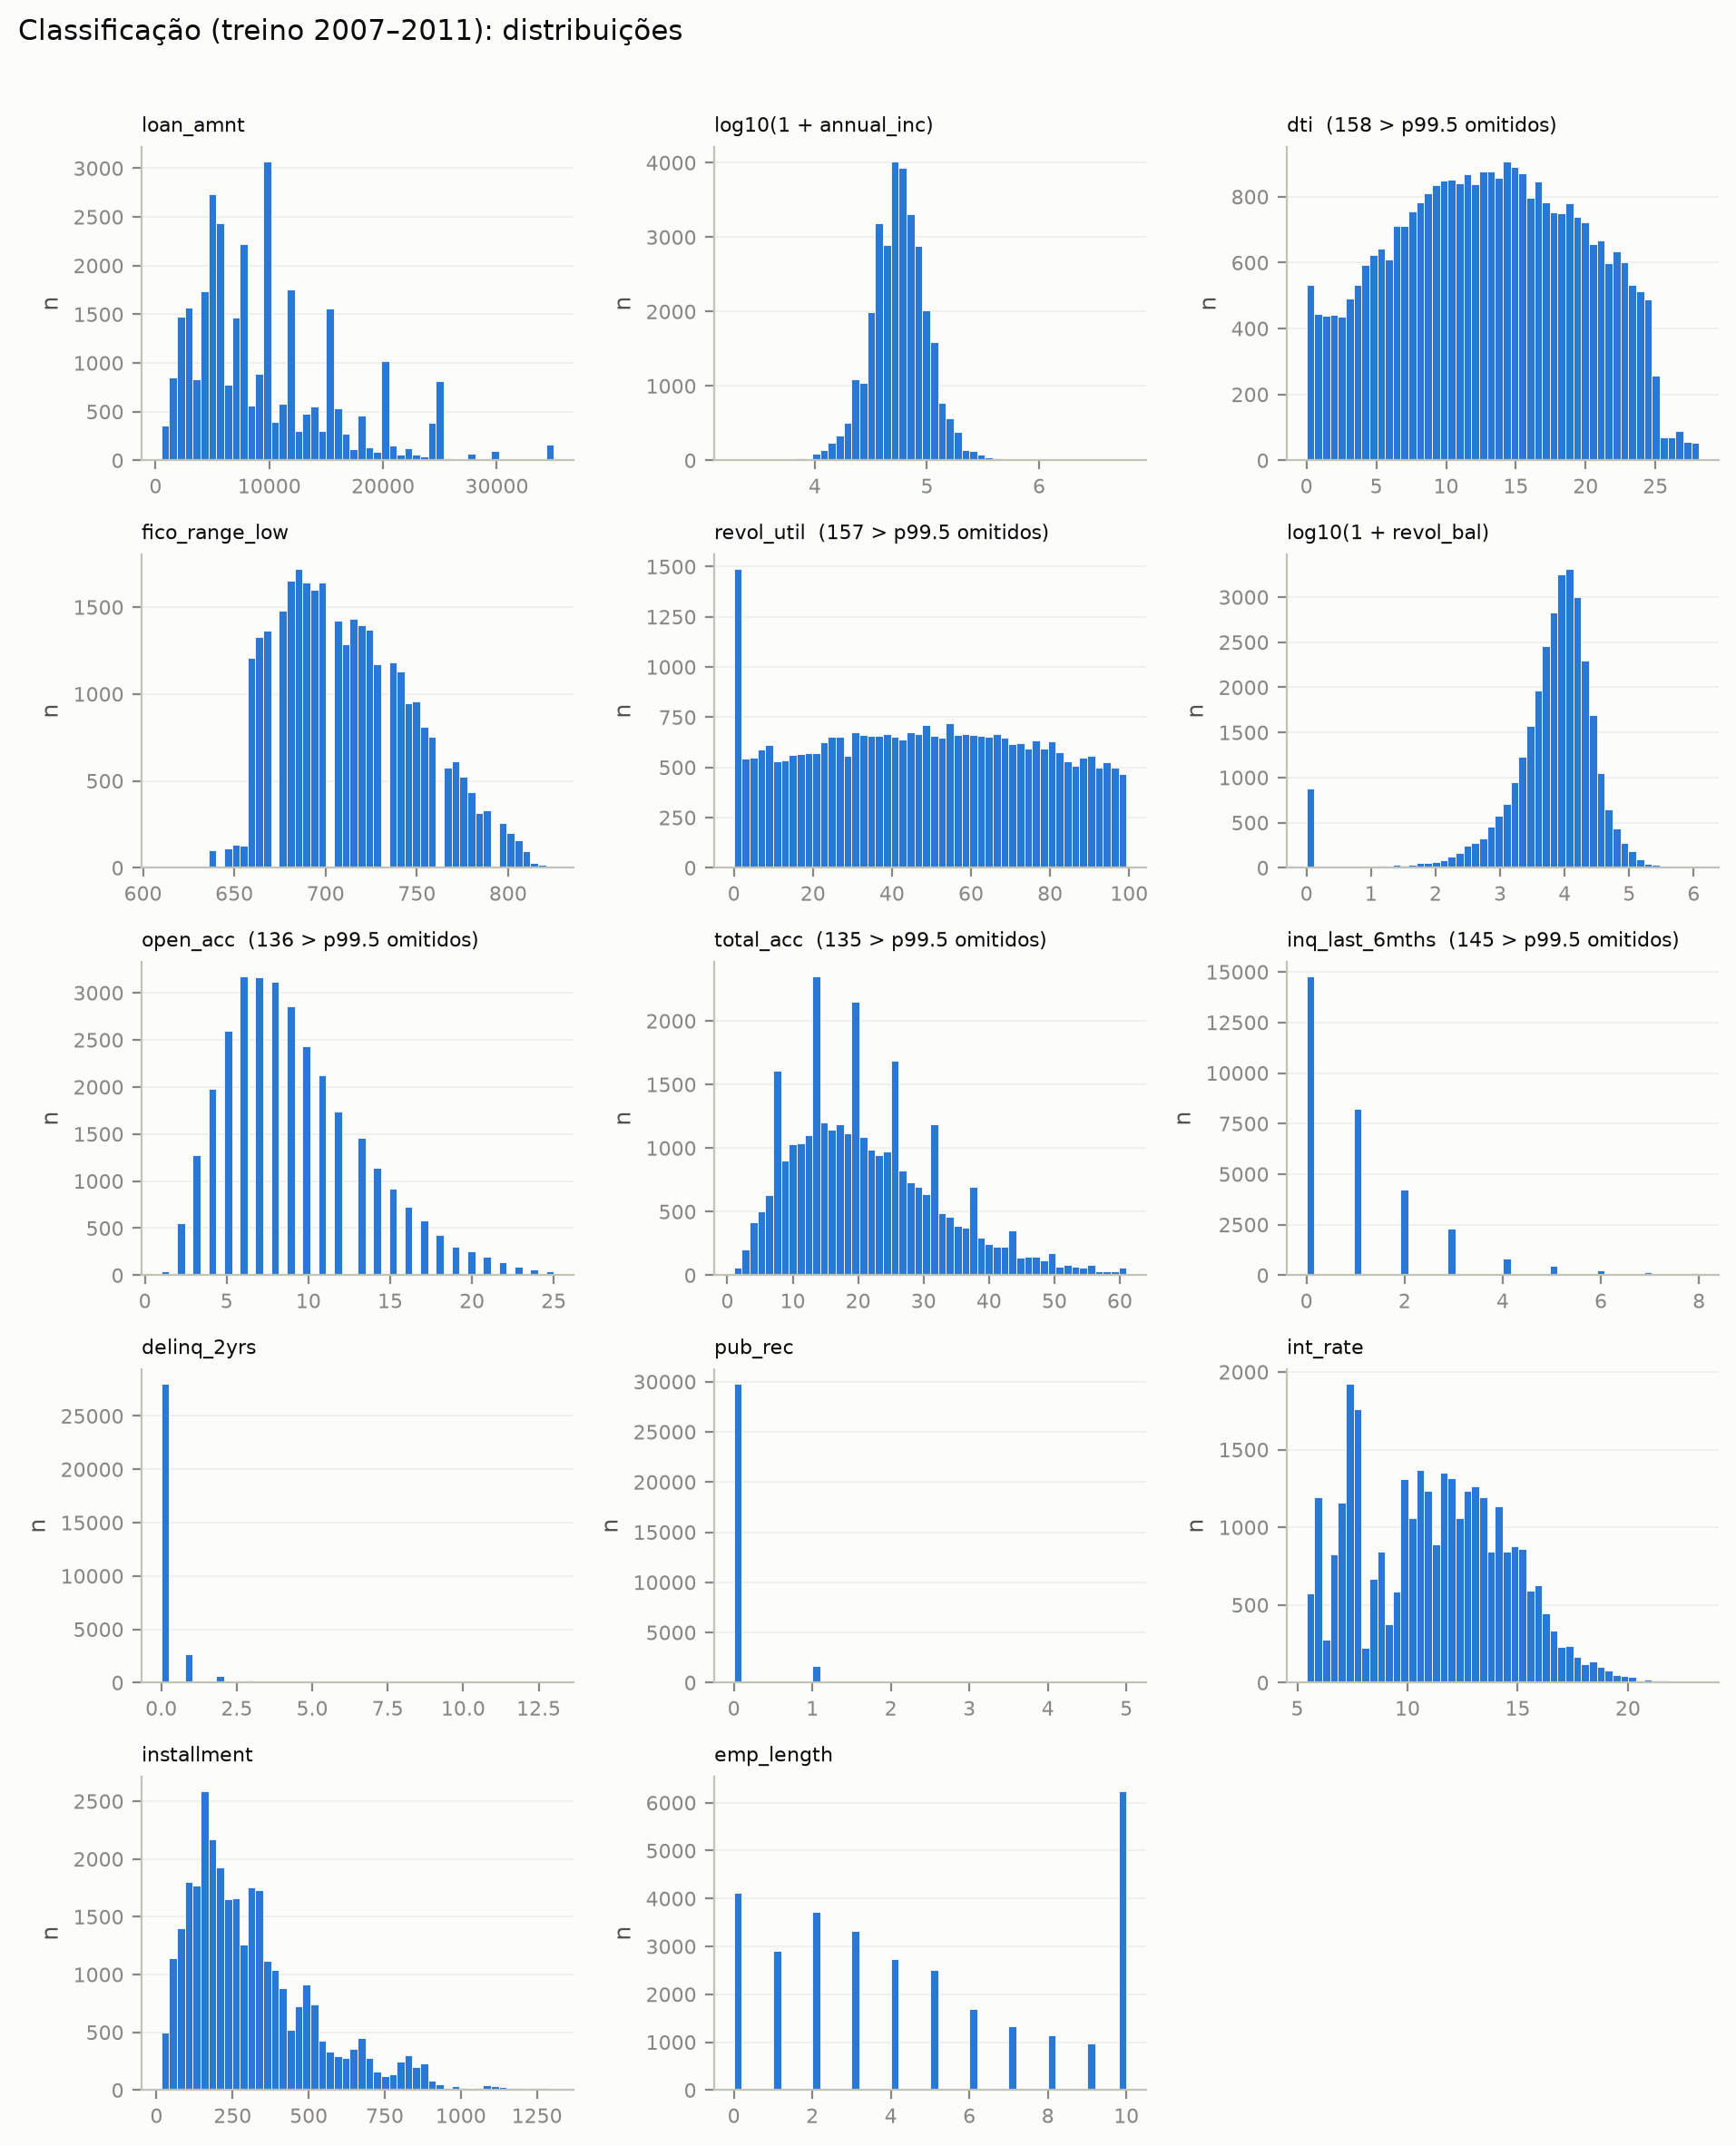 Classificação (treino 2007–2011): distribuições
loan_amnt
n
3000
2500
2000
1500
1000
500
0
0 10000 20000 30000
log10(1 + annual_inc)
n
4000
3000
2000
1000
0
4 5 6
dti (158 > p99.5 omitidos)
n
800
600
400
200
0
0 5 10 15 20 25
fico_range_low
n
1500
1000
500
0
600 650 700 750 800
revol_util (157 > p99.5 omitidos)
n
1500
1250
1000
750
500
250
0
0 20 40 60 80 100
log10(1 + revol_bal)
n
3000
2500
2000
1500
1000
500
0
0 1 2 3 4 5 6
open_acc (136 > p99.5 omitidos)
n
3000
2500
2000
1500
1000
500
0
0 5 10 15 20 25
total_acc (135 > p99.5 omitidos)
n
2000
1500
1000
500
0
0 10 20 30 40 50 60
inq_last_6mths (145 > p99.5 omitidos)
n
15000
12500
10000
7500
5000
2500
0
0 2 4 6 8
delinq_2yrs
n
25000
20000
15000
10000
5000
0
0.0 2.5 5.0 7.5 10.0 12.5
pub_rec
n
30000
25000
20000
15000
10000
5000
0
0 1 2 3 4 5
int_rate
n
2000
1500
1000
500
0
5 10 15 20
installment
n
2500
2000
1500
1000
500
0
0 250 500 750 1000 1250
emp_length
n
6000
5000
4000
3000
2000
1000
0
0 2 4 6 8 10